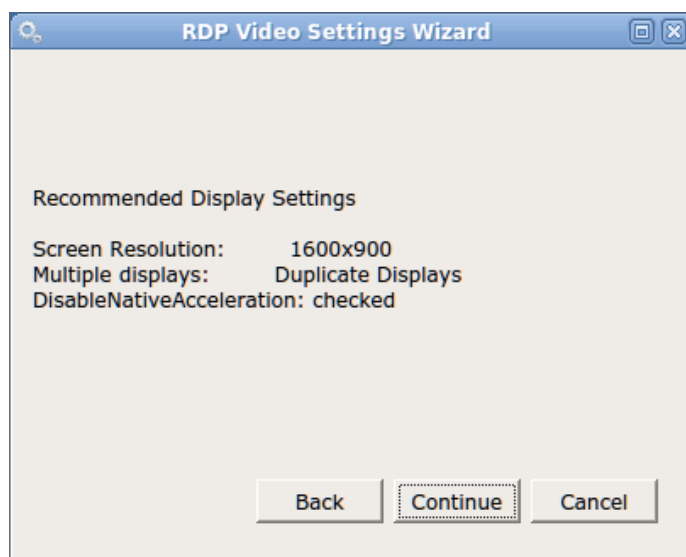 RDP Video Settings Wizard
Recommended Display Settings
Screen Resolution: 1600x900
Multiple displays: Duplicate Displays
DisableNativeAcceleration: checked
Back Continue Cancel